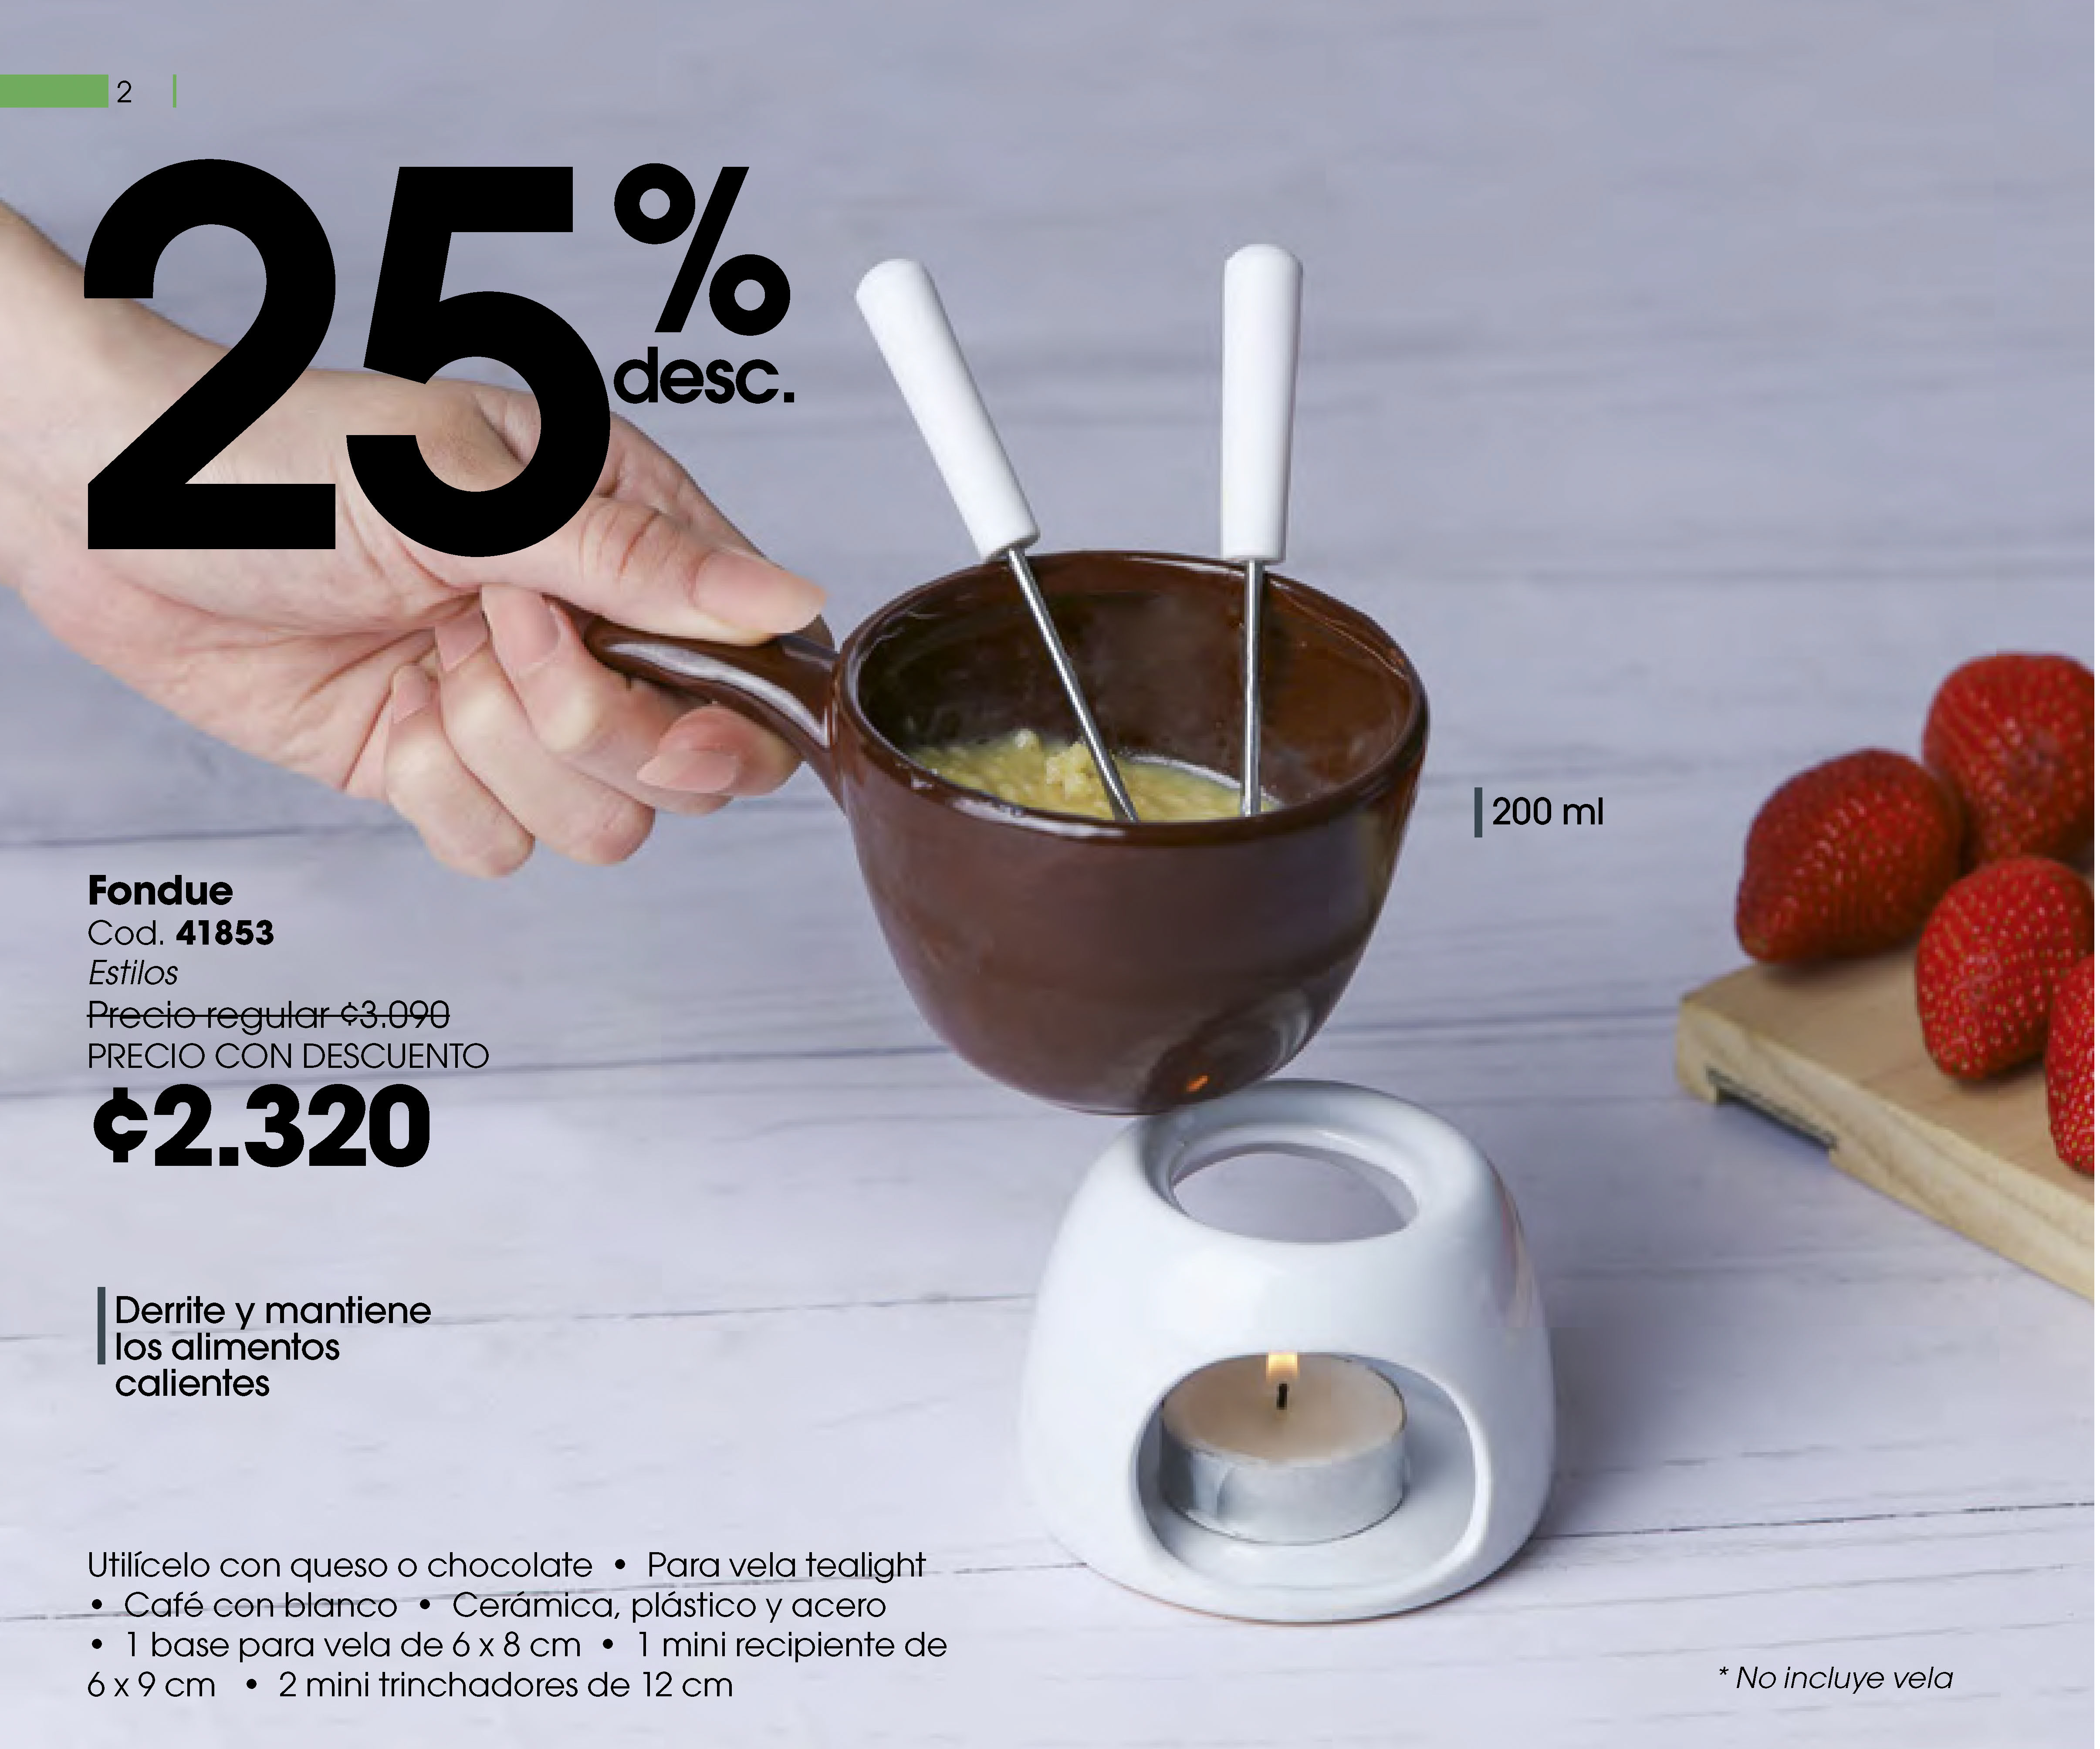 2
25%
desc.
200 ml
Fondue
Cod. 41853
Estilos
Precio regular ¢3.090
PRECIO CON DESCUENTO
¢2.320
Derrite y mantiene
los alimentos
calientes
Utilícelo con queso o chocolate • Para vela tealight
• Café con blanco • Cerámica, plástico y acero
• 1 base para vela de 6 x 8 cm • 1 mini recipiente de
6 x 9 cm • 2 mini trinchadores de 12 cm
* No incluye vela